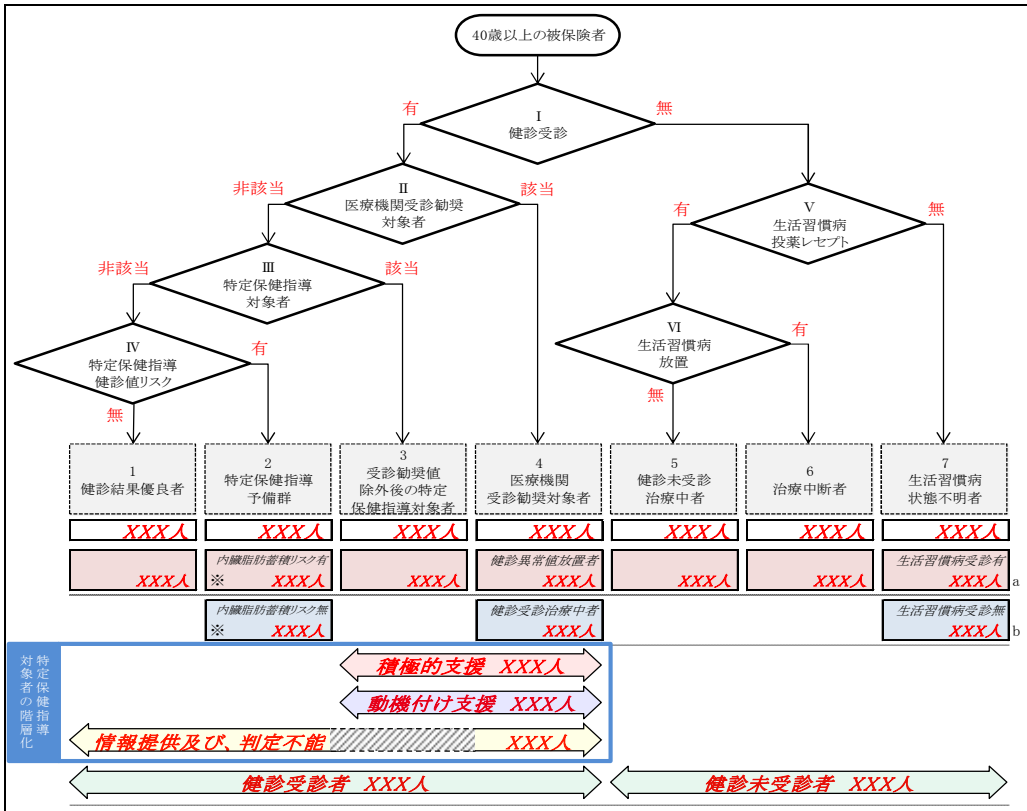 40歳以上の被保険者
有
Ⅰ
健診受診
無
非該当
Ⅱ
医療機関受診勧奨
対象者
該当
有
Ⅴ
生活習慣病
投薬レセプト
無
非該当
Ⅲ
特定保健指導
対象者
該当
Ⅳ
特定保健指導
健診値リスク
有
無
Ⅵ
生活習慣病
放置
有
無
1
健診結果優良者
2
特定保健指導
予備群
3
受診勧奨値
除外後の特定
保健指導対象者
4
医療機関
受診勧奨対象者
5
健診未受診
治療中者
6
治療中断者
7
生活習慣病
状態不明者
XXX人
XXX人
XXX人
XXX人
XXX人
XXX人
XXX人
XXX人
内臓脂肪蓄積リスク有
※ XXX人
XXX人
健診異常値放置者
XXX人
XXX人
XXX人
生活習慣病受診有
XXX人
a
内臓脂肪蓄積リスク無
※ XXX人
健診受診治療中者
XXX人
生活習慣病受診無
XXX人
b
特定保健指導
対象者の階層化
積極的支援 XXX人
動機付け支援 XXX人
情報提供及び、判定不能 XXX人
健診受診者 XXX人
健診未受診者 XXX人